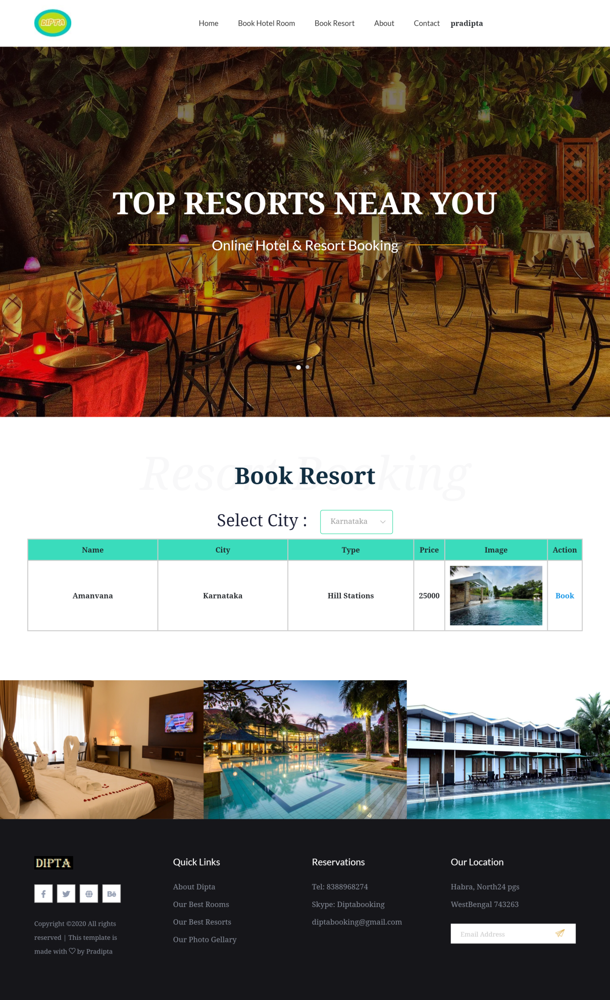 DIPTA
Home Book Hotel Room Book Resort About Contact pradipta
TOP RESORTS NEAR YOU
Online Hotel & Resort Booking
Resort Booking
Book Resort
Select City : Karnataka
Name City Type Price Image Action
Amanvana Karnataka Hill Stations 25000 Book
DIPTA
Copyright ©2020 All rights
reserved | This template is
made with ♡ by Pradipta
Quick Links
About Dipta
Our Best Rooms
Our Best Resorts
Our Photo Gellary
Reservations
Tel: 8388968274
Skype: Diptabooking
diptabooking@gmail.com
Our Location
Habra, North24 pgs
WestBengal 743263
Email Address